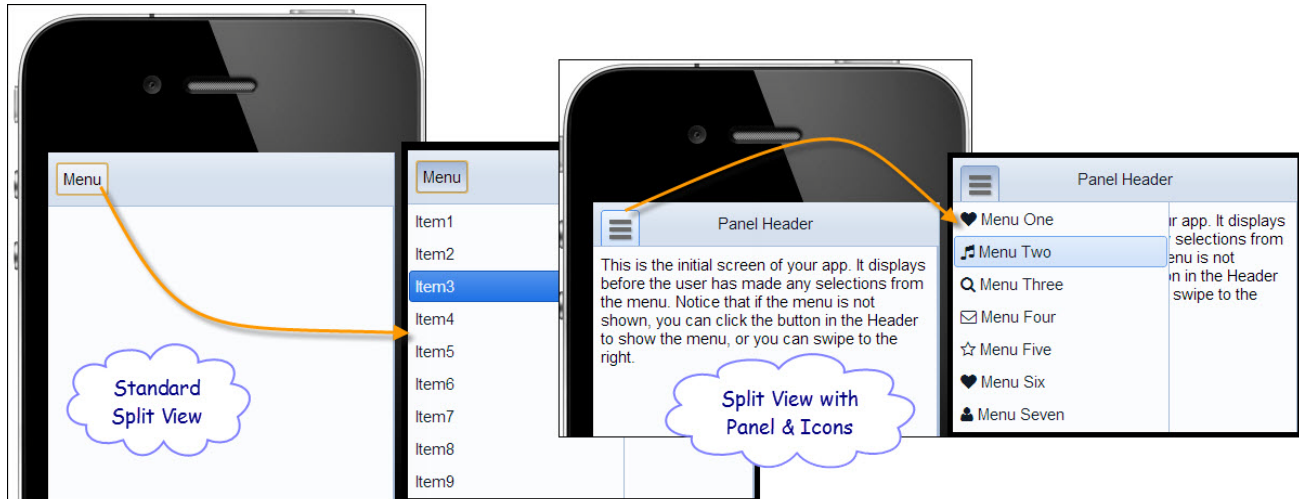 Menu
Standard
Split View
Menu
Item1
Item2
Item3
Item4
Item5
Item6
Item7
Item8
Item9
Panel Header
This is the initial screen of your app. It displays
before the user has made any selections from
the menu. Notice that if the menu is not
shown, you can click the button in the Header
to show the menu, or you can swipe to the
right.
Split View with
Panel & Icons
Panel Header
Menu One
Menu Two
Menu Three
Menu Four
Menu Five
Menu Six
Menu Seven
ir app. It displays
selections from
enu is not
n in the Header
swipe to the